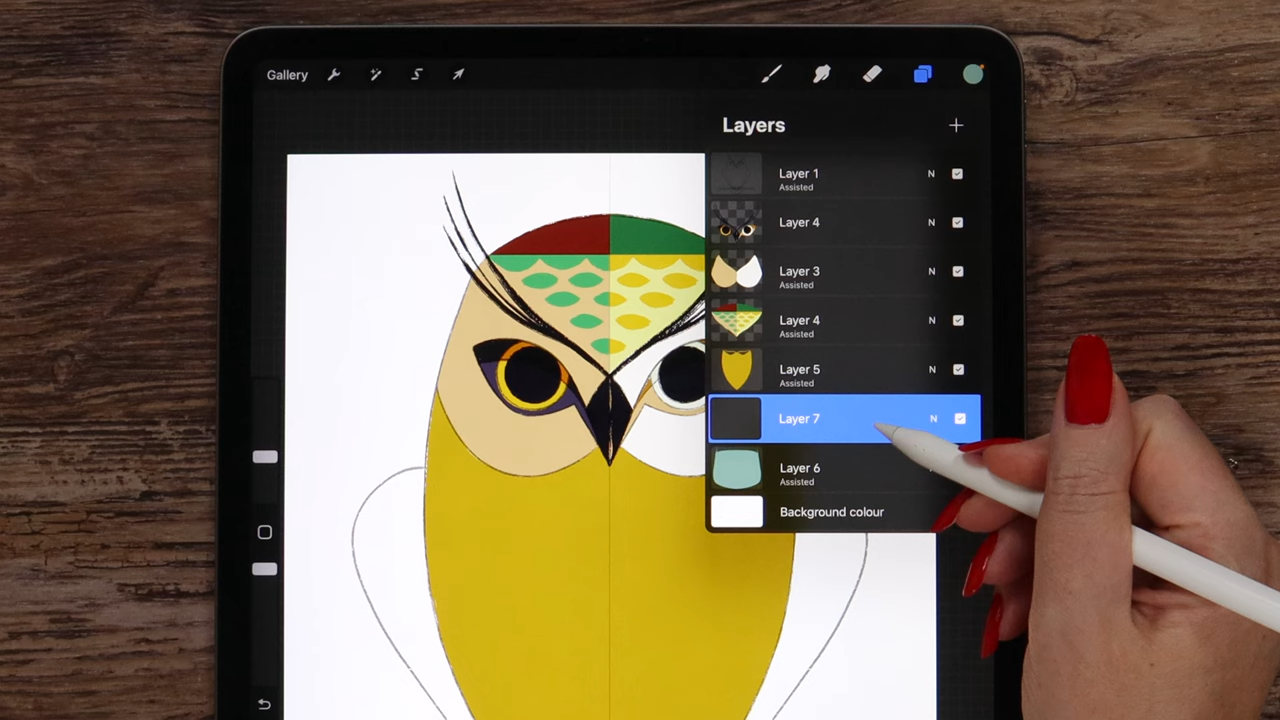 Gallery
Layers
Layer 1
Assisted
N
Layer 4
N
Layer 3
Assisted
N
Layer 4
Assisted
N
Layer 5
Assisted
N
Layer 7
N
Layer 6
Assisted
Background colour